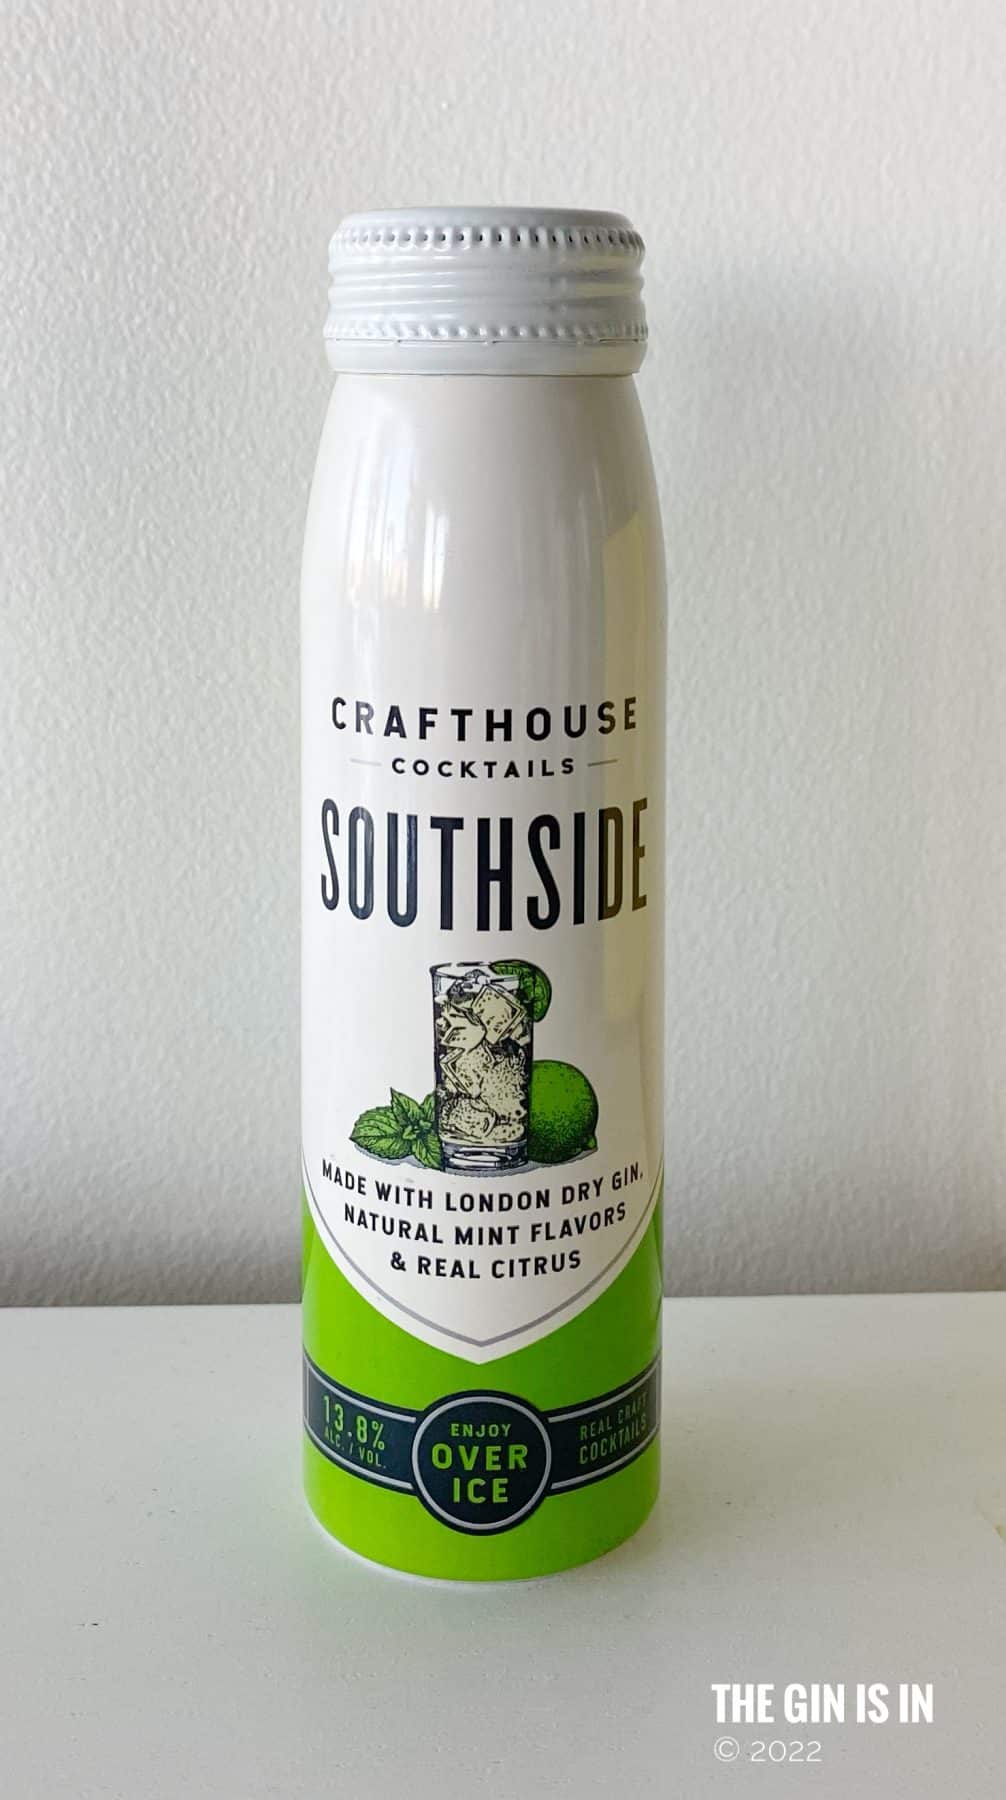 CRAFTHOUSE
COCKTAILS
SOUTHSIDE
MADE WITH LONDON DRY GIN,
NATURAL MINT FLAVORS
& REAL CITRUS
13.8%
ALC. / VOL.
ENJOY
OVER
ICE
REAL CRAFT
COCKTAILS
THE GIN IS IN
© 2022